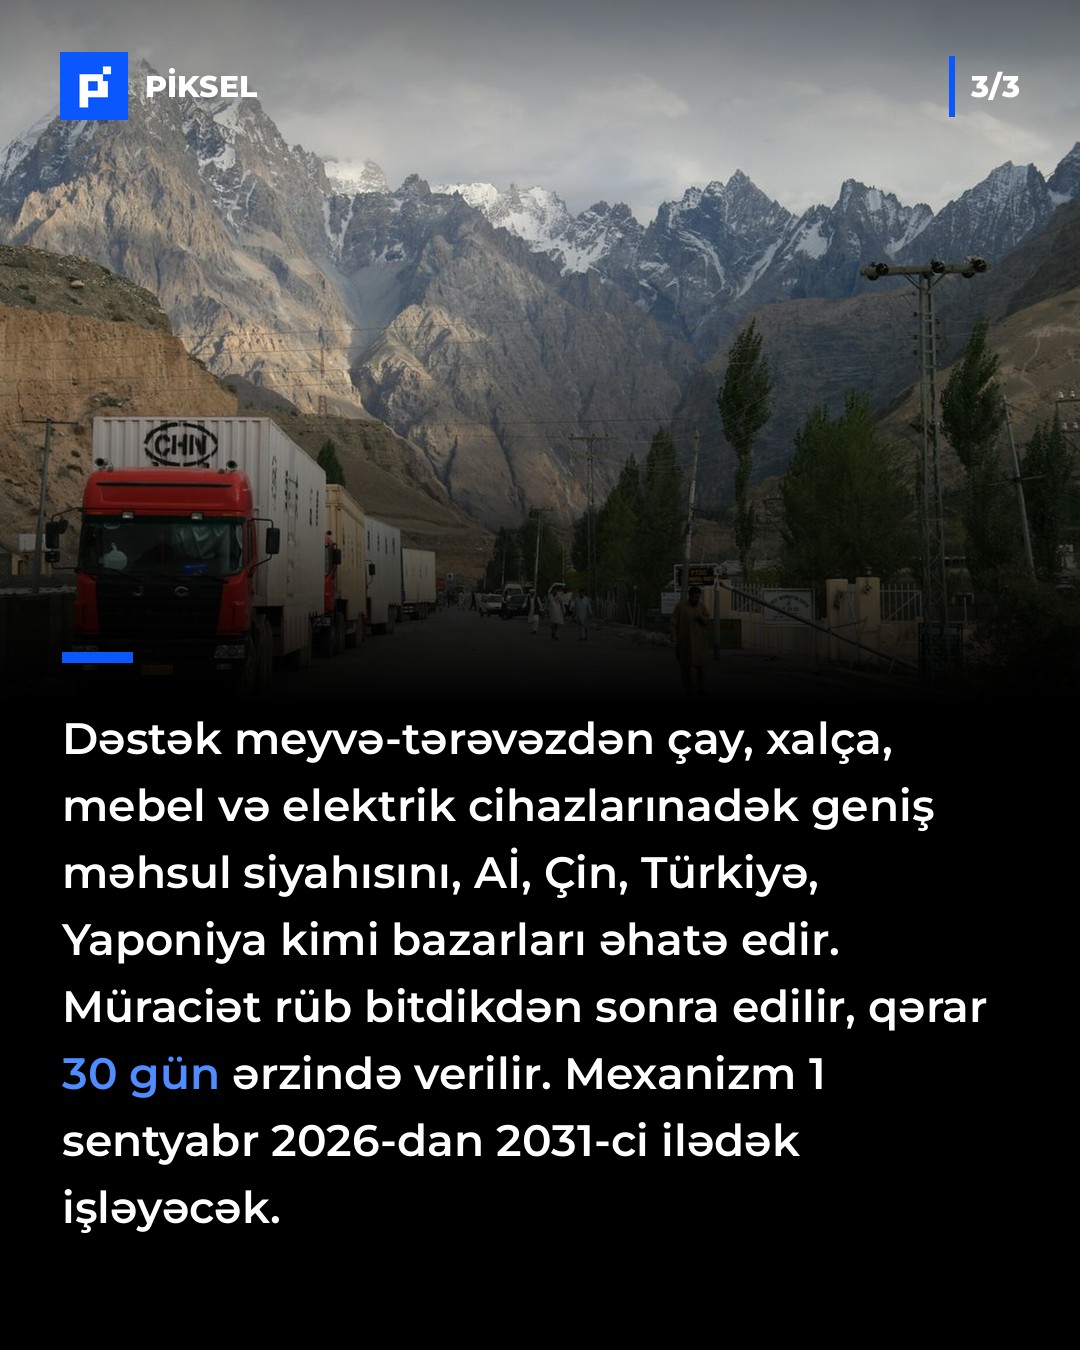 PİKSEL
3/3
CHN
Dəstək meyvə-tərəvəzdən çay, xalça,
mebel və elektrik cihazlarınadək geniş
məhsul siyahısını, Aİ, Çin, Türkiyə,
Yaponiya kimi bazarları əhatə edir.
Müraciət rüb bitdikdən sonra edilir, qərar
30 gün ərzində verilir. Mexanizm 1
sentyabr 2026-dan 2031-ci ilədək
işləyəcək.